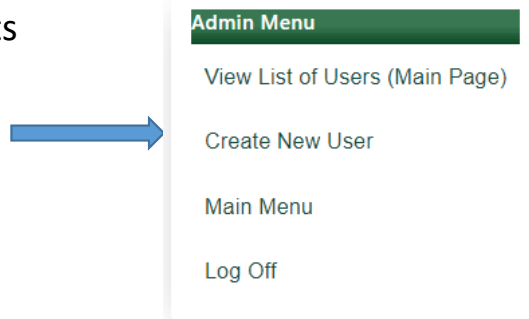 Admin Menu
View List of Users (Main Page)
Create New User
Main Menu
Log Off